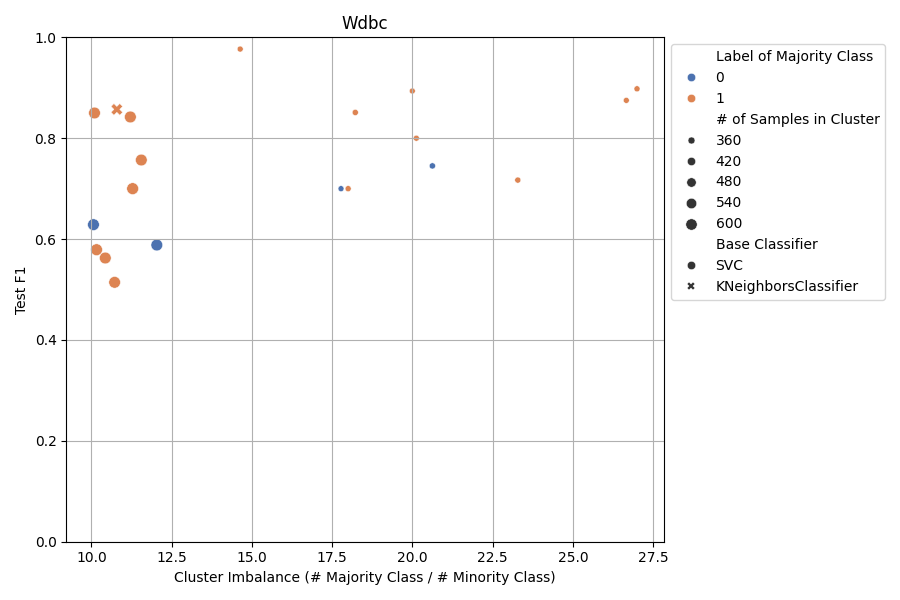 Wdbc
1.0
0.8
0.6
0.4
0.2
0.0
Test F1
10.0 12.5 15.0 17.5 20.0 22.5 25.0 27.5
Cluster Imbalance (# Majority Class / # Minority Class)
Label of Majority Class
0
1
# of Samples in Cluster
360
420
480
540
600
Base Classifier
SVC
KNeighborsClassifier